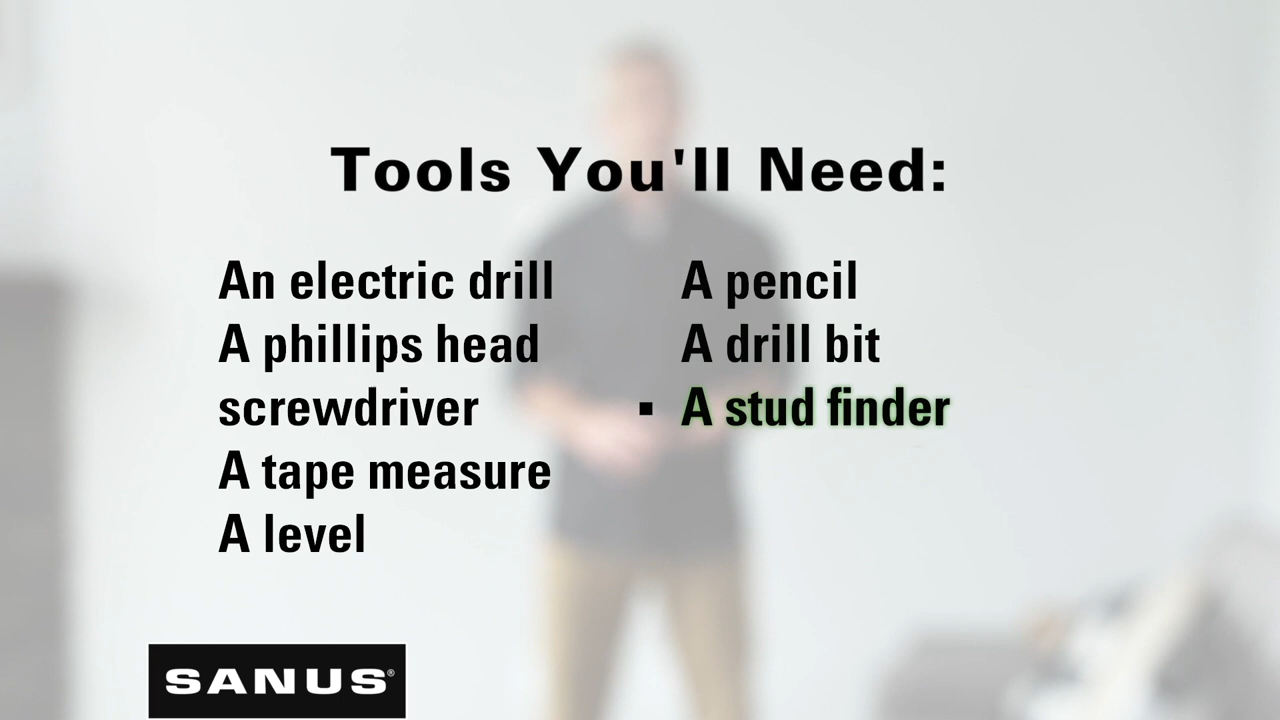 Tools You'll Need:
An electric drill
A phillips head
screwdriver
A tape measure
A level
A pencil
A drill bit
▪ A stud finder
SANUS®